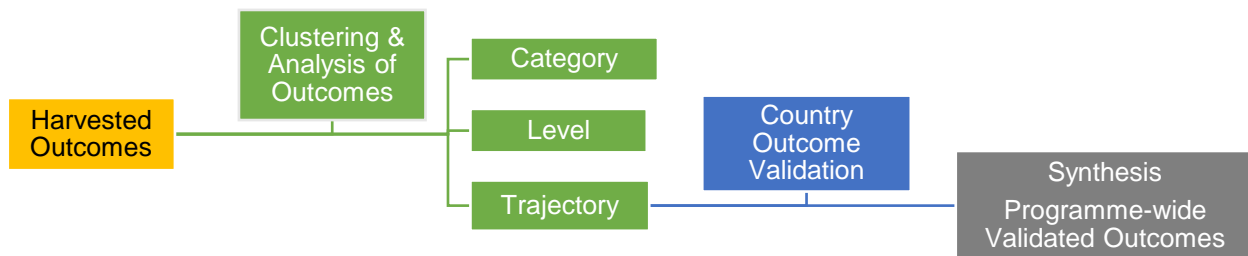 Harvested
Outcomes
Clustering &
Analysis of
Outcomes
Category
Level
Trajectory
Country
Outcome
Validation
Synthesis
Programme-wide
Validated Outcomes